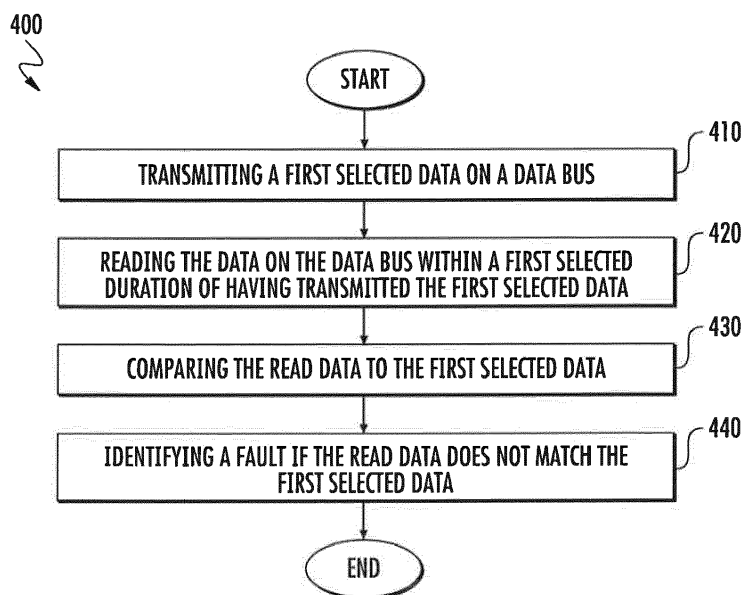 400
START
410
TRANSMITTING A FIRST SELECTED DATA ON A DATA BUS
420
READING THE DATA ON THE DATA BUS WITHIN A FIRST SELECTED
DURATION OF HAVING TRANSMITTED THE FIRST SELECTED DATA
430
COMPARING THE READ DATA TO THE FIRST SELECTED DATA
440
IDENTIFYING A FAULT IF THE READ DATA DOES NOT MATCH THE
FIRST SELECTED DATA
END